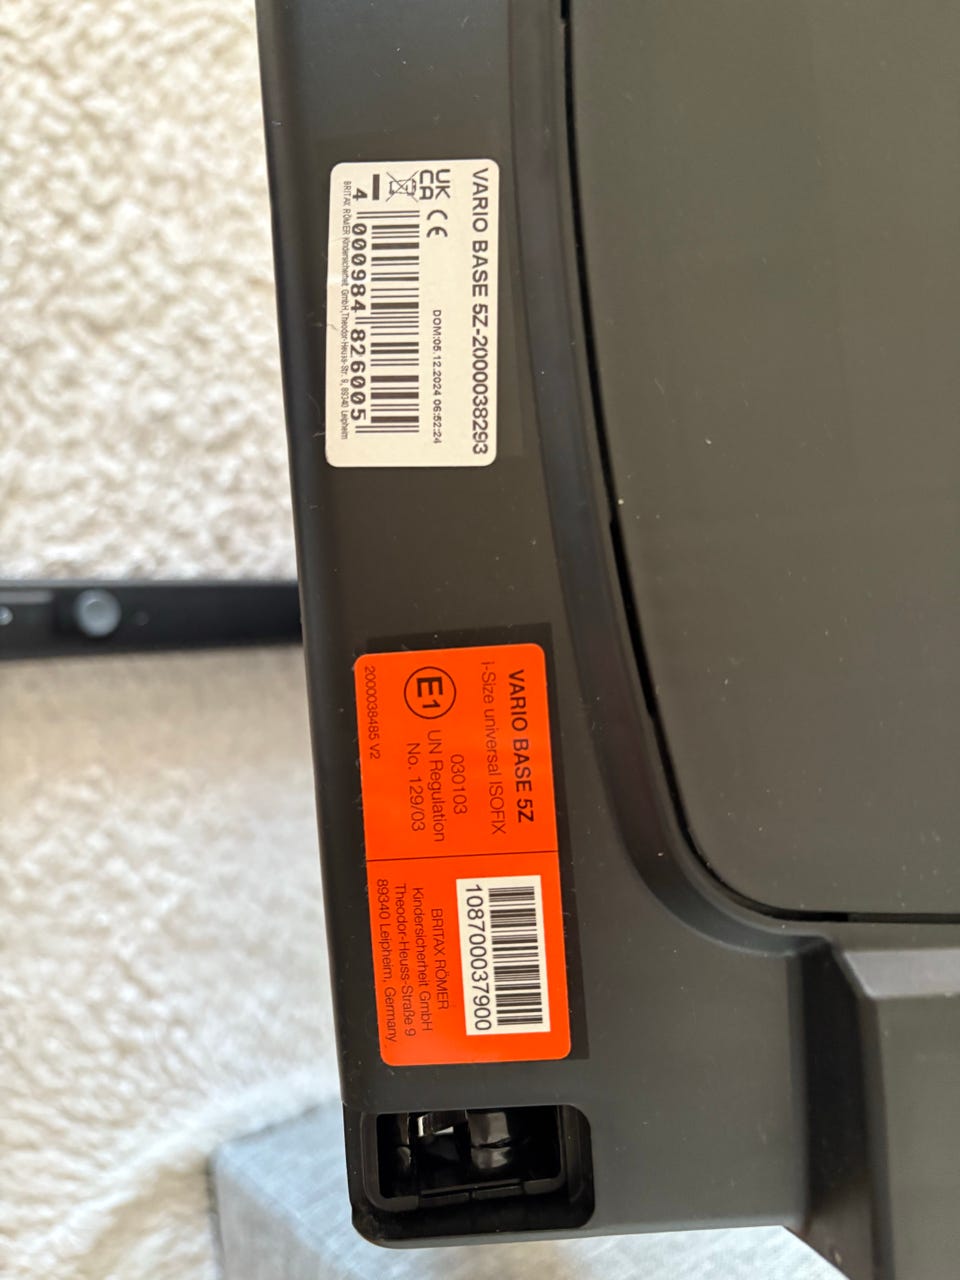 VARIO BASE 5Z-2000038293
UK
CA
CE
DOM:05.12.2024 06:52:24
4 000984 826005
BRITAX RÖMER Kindersicherheit GmbH,Theodor-Heuss-Str. 9, 89340 Leipheim
VARIO BASE 5Z
i-Size universal ISOFIX
E1
030103
UN Regulation
No. 129/03
2000038485 V2
108700037900
BRITAX RÖMER
Kindersicherheit GmbH
Theodor-Heuss-Straße 9
89340 Leipheim, Germany